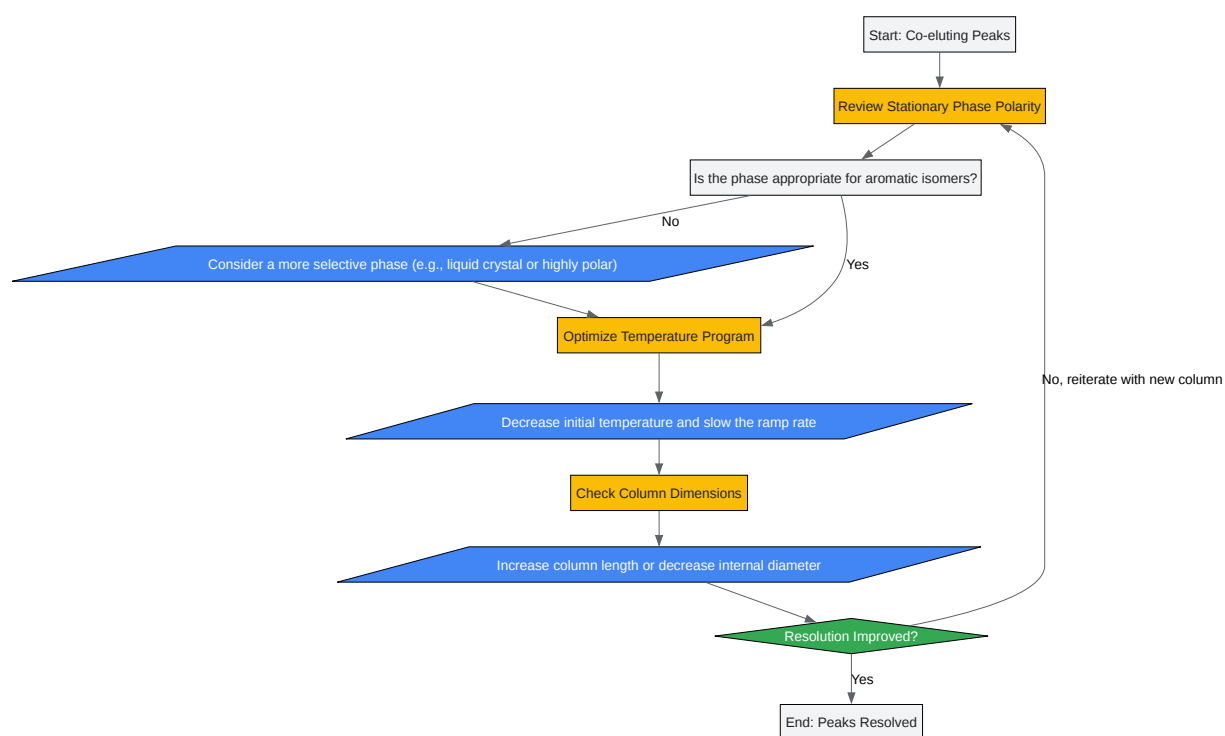 Start: Co-eluting Peaks
Review Stationary Phase Polarity
Is the phase appropriate for aromatic isomers?
No
Consider a more selective phase (e.g., liquid crystal or highly polar)
Yes
Optimize Temperature Program
No, reiterate with new column
Decrease initial temperature and slow the ramp rate
Check Column Dimensions
Increase column length or decrease internal diameter
Resolution Improved?
Yes
End: Peaks Resolved